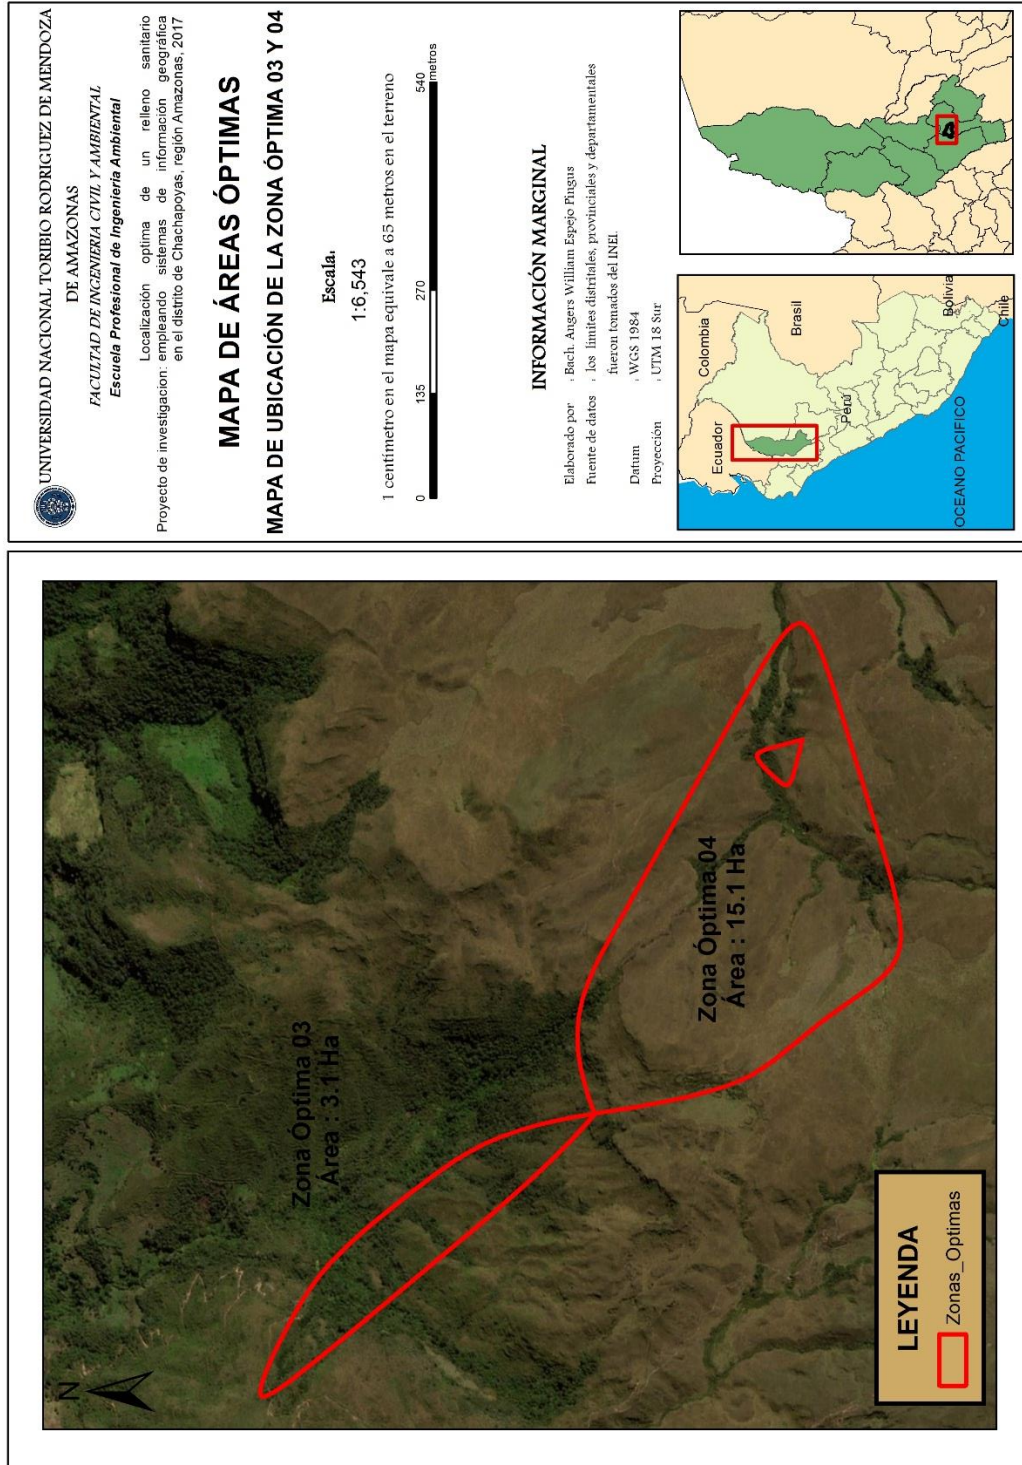 UNIVERSIDAD NACIONAL TORIBIO RODRIGUEZ DE MENDOZA
DE AMAZONAS
FACULTAD DE INGENIERIA CIVIL Y AMBIENTAL
Escuela Profesional de Ingenieria Ambiental
Proyecto de investigacion: Localización optima de un relleno sanitario
empleando sistemas de información geográfica
en el distrito de Chachapoyas, región Amazonas, 2017
MAPA DE ÁREAS ÓPTIMAS
MAPA DE UBICACIÓN DE LA ZONA ÓPTIMA 03 Y 04
Escala:
1:6,543
1 centimetro en el mapa equivale a 65 metros en el terreno
0 135 270 540
metros
INFORMACIÓN MARGINAL
Elaborado por : Bach. Angers William Espejo Pingus
Fuente de datos : los limites distritales, provinciales y departamentales
fueron tomados del INEI.
Datum : WGS 1984
Proyección : UTM 18 Sur
Ecuador
Colombia
Brasil
Perú
Bolivia
Chile
OCEANO PACIFICO
N
Zona Óptima 03
Área : 3.1 Ha
Zona Óptima 04
Área : 15.1 Ha
LEYENDA
Zonas_Optimas